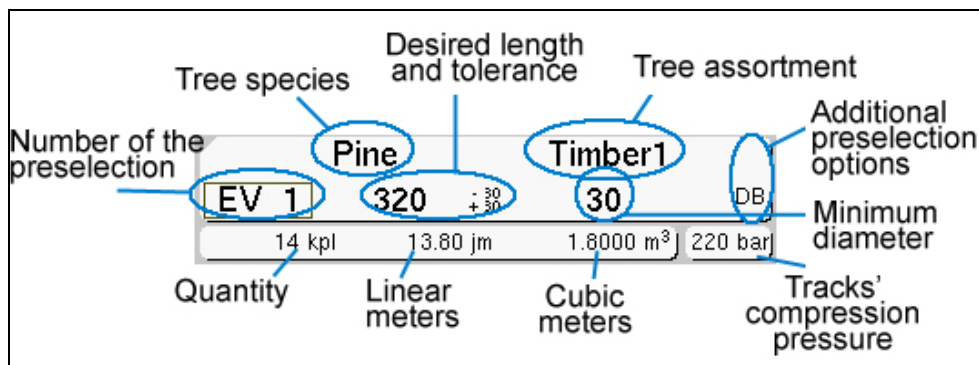 Desired length
and tolerance
Tree species
Tree assortment
Additional
preselection
options
Number of the
preselection
Pine
Timber1
EV 1
320
- 30
+ 30
30
DB
Minimum
diameter
14 kpl
13.80 jm
1.8000 m³
220 bar
Quantity
Linear
meters
Cubic
meters
Tracks'
compression
pressure